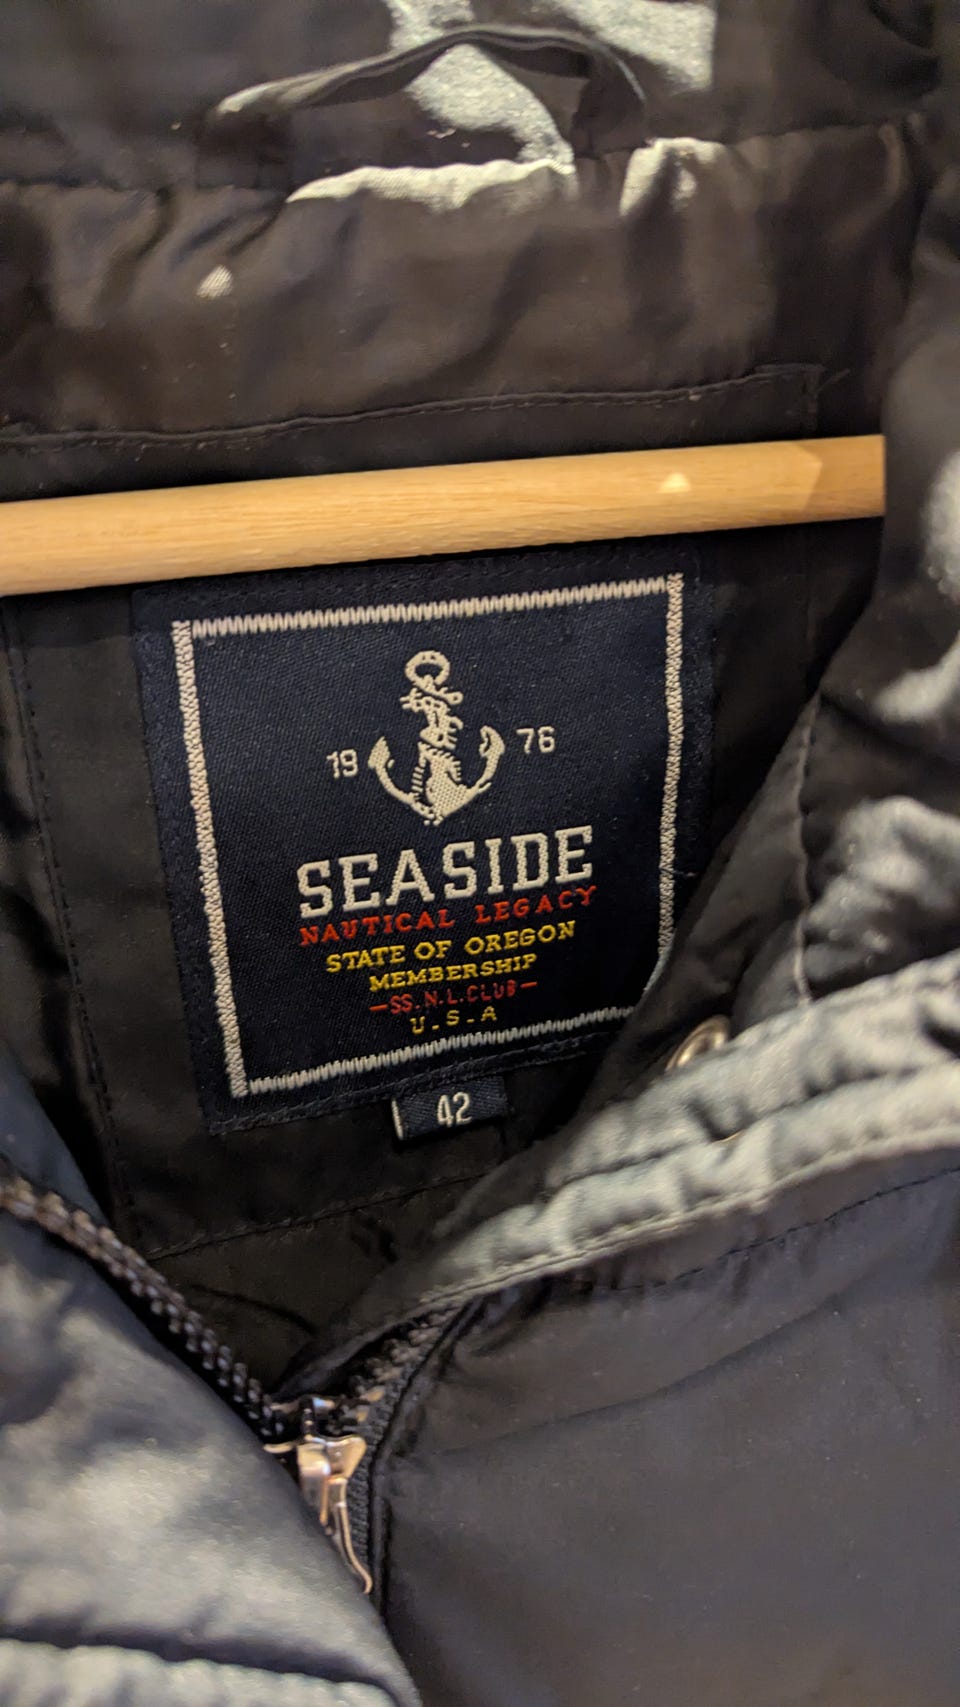 19 76
SEASIDE
NAUTICAL LEGACY
STATE OF OREGON
MEMBERSHIP
-SS.N.L.CLUB-
U.S.A
42